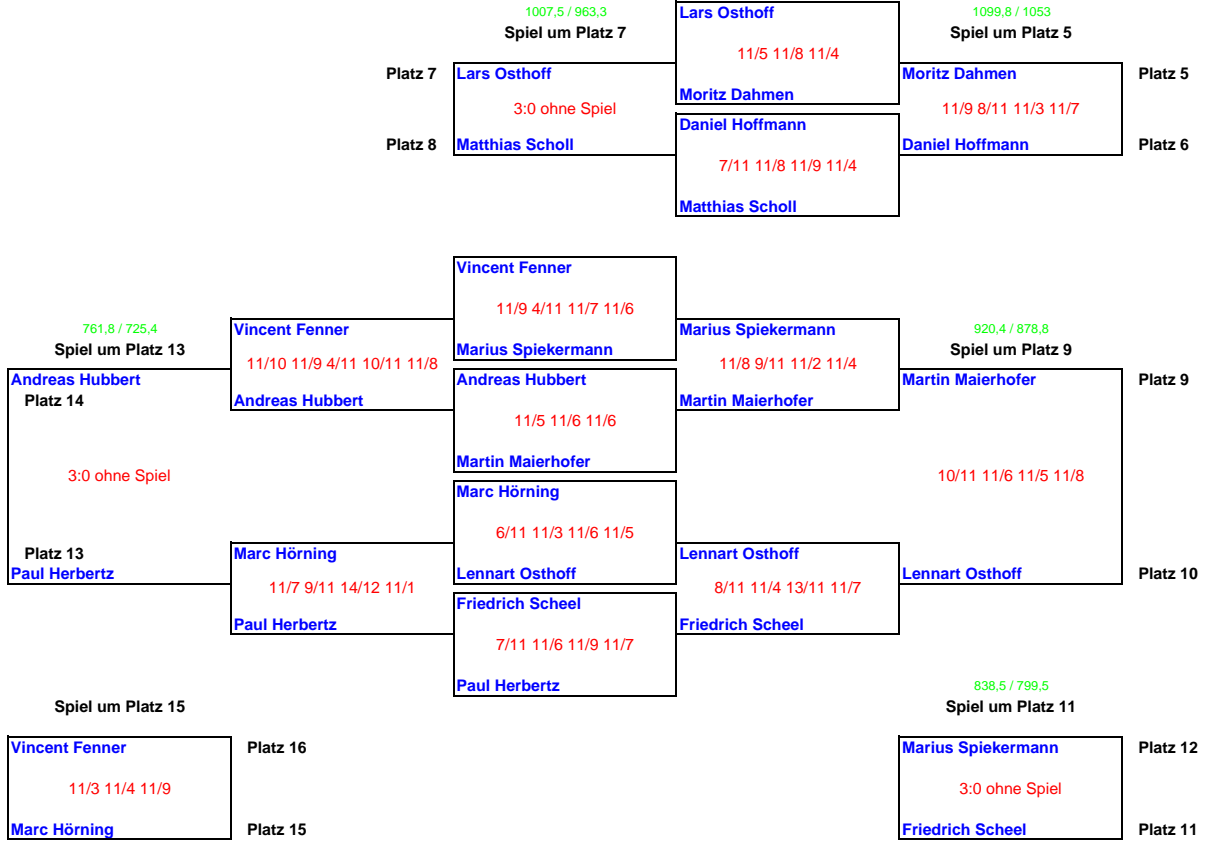 1007,5 / 963,3
Spiel um Platz 7
Lars Osthoff
11/5 11/8 11/4
Moritz Dahmen
1099,8 / 1053
Spiel um Platz 5
Platz 7
Lars Osthoff
3:0 ohne Spiel
Platz 8
Matthias Scholl
Moritz Dahmen
Platz 5
11/9 8/11 11/3 11/7
Daniel Hoffmann
Platz 6
Daniel Hoffmann
7/11 11/8 11/9 11/4
Matthias Scholl
Vincent Fenner
11/9 4/11 11/7 11/6
Marius Spiekermann
761,8 / 725,4
Spiel um Platz 13
Vincent Fenner
11/10 11/9 4/11 10/11 11/8
Andreas Hubbert
Marius Spiekermann
11/8 9/11 11/2 11/4
Martin Maierhofer
920,4 / 878,8
Spiel um Platz 9
Andreas Hubbert
Platz 14
3:0 ohne Spiel
Platz 13
Paul Herbertz
Andreas Hubbert
11/5 11/6 11/6
Martin Maierhofer
Martin Maierhofer
Platz 9
10/11 11/6 11/5 11/8
Lennart Osthoff
Platz 10
Marc Hörning
6/11 11/3 11/6 11/5
Lennart Osthoff
Marc Hörning
11/7 9/11 14/12 11/1
Paul Herbertz
Lennart Osthoff
8/11 11/4 13/11 11/7
Friedrich Scheel
Friedrich Scheel
7/11 11/6 11/9 11/7
Paul Herbertz
Spiel um Platz 15
Vincent Fenner
Platz 16
11/3 11/4 11/9
Marc Hörning
Platz 15
838,5 / 799,5
Spiel um Platz 11
Marius Spiekermann
Platz 12
3:0 ohne Spiel
Friedrich Scheel
Platz 11